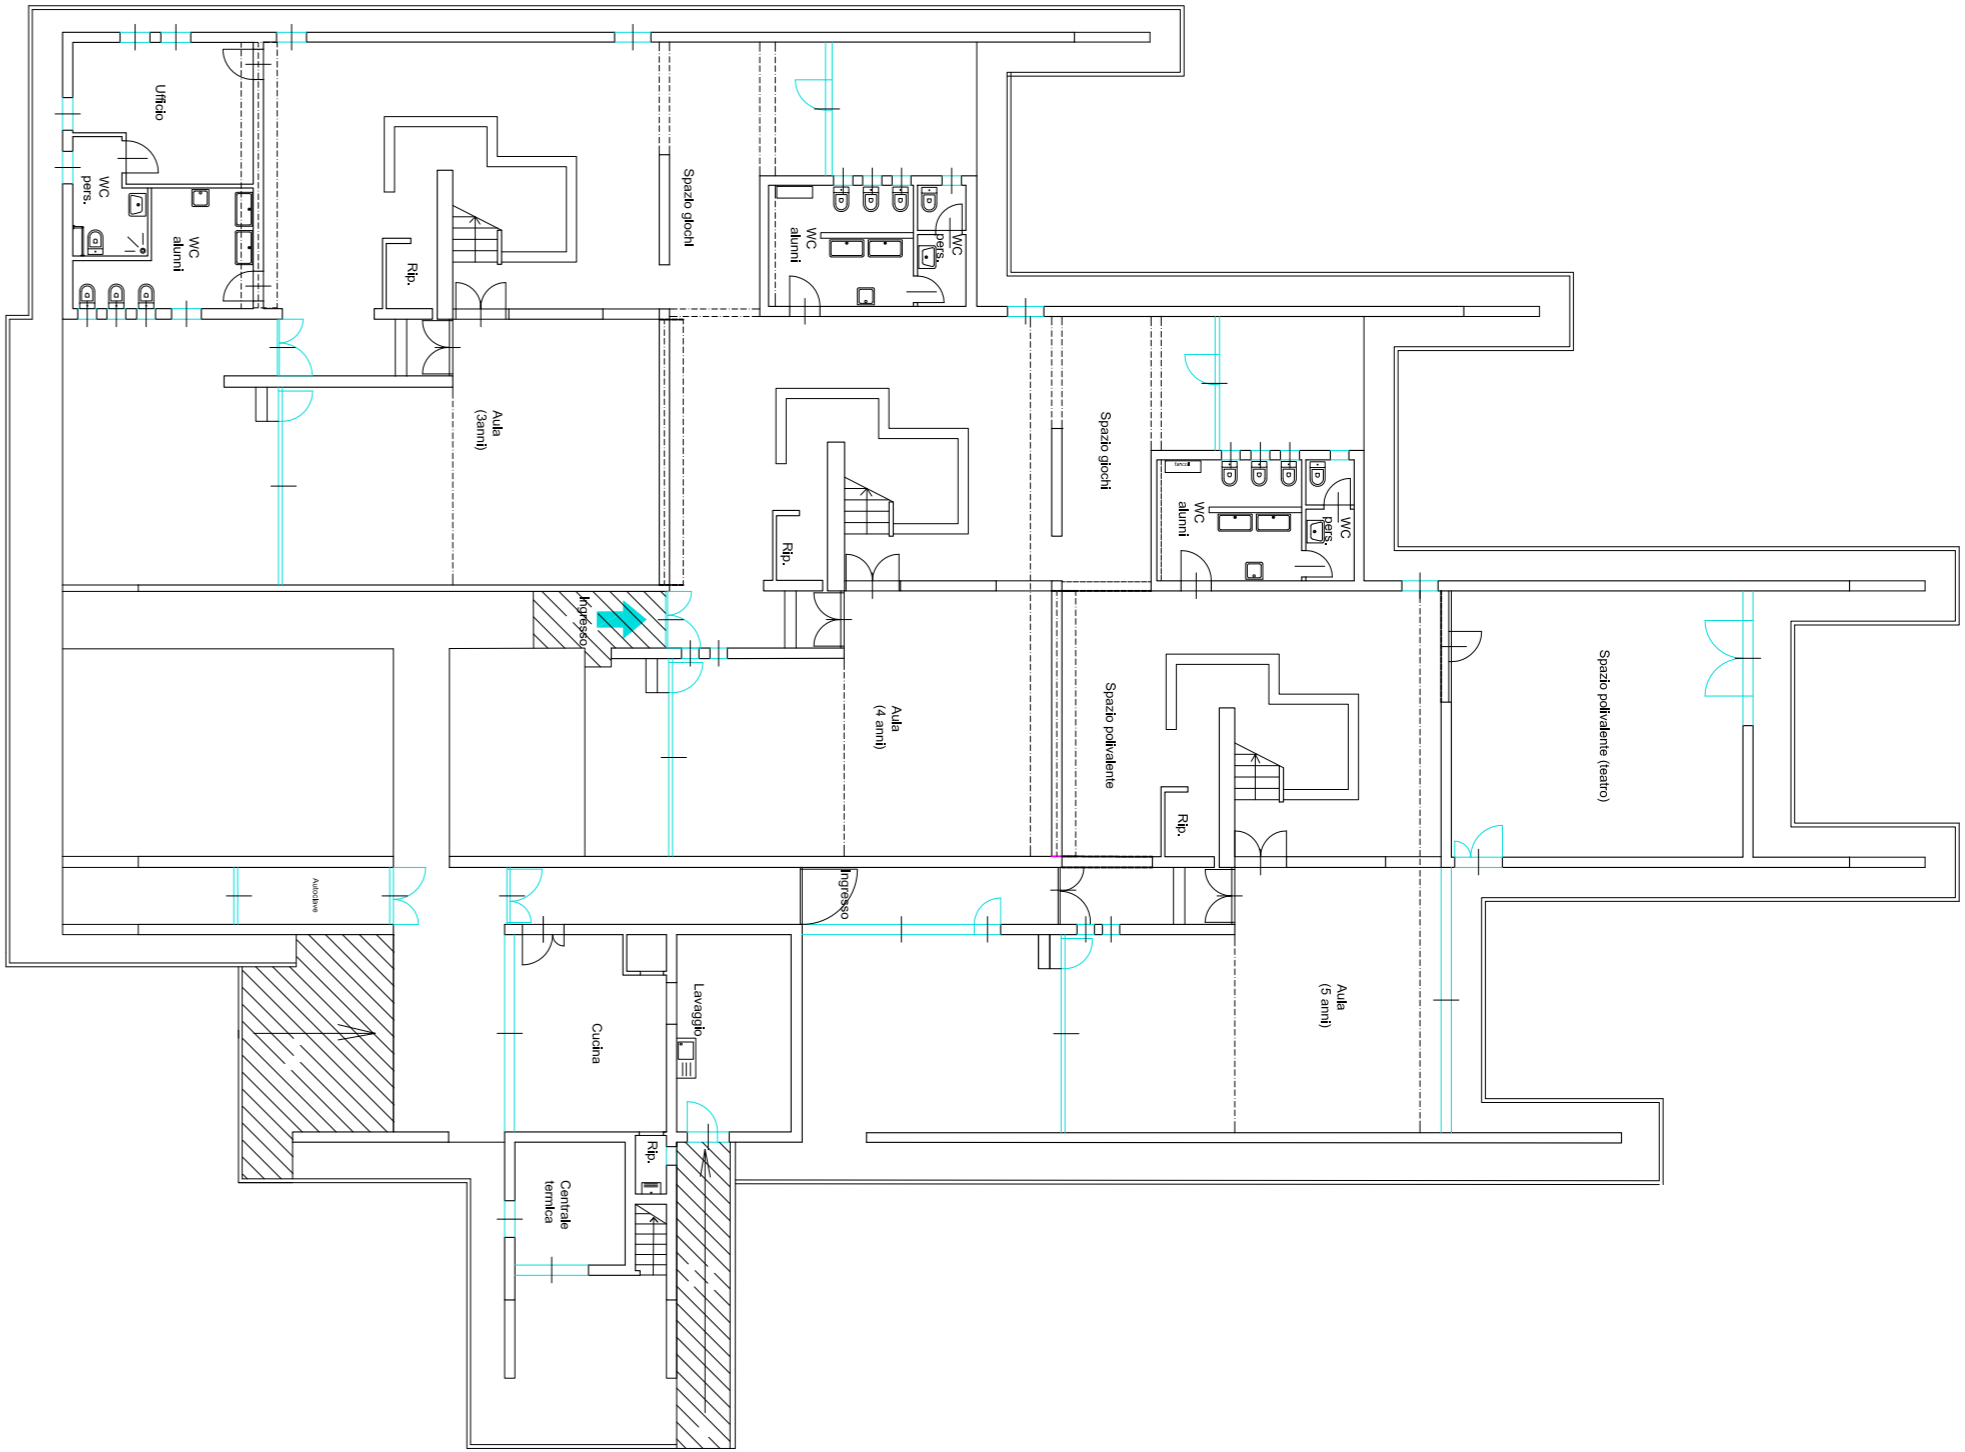 Ufficio
WC
pers.
WC
alunni
Rip.
Spazio giochi
WC
alunni
WC
pers.
Aula
(3anni)
Rip.
Spazio giochi
fancoil
WC
alunni
WC
pers.
Ingresso
Aula
(4 anni)
Spazio polivalente
Rip.
Spazio polivalente (teatro)
Autoclave
Ingresso
Aula
(5 anni)
Cucina
Lavaggio
Rip.
Centrale
termica